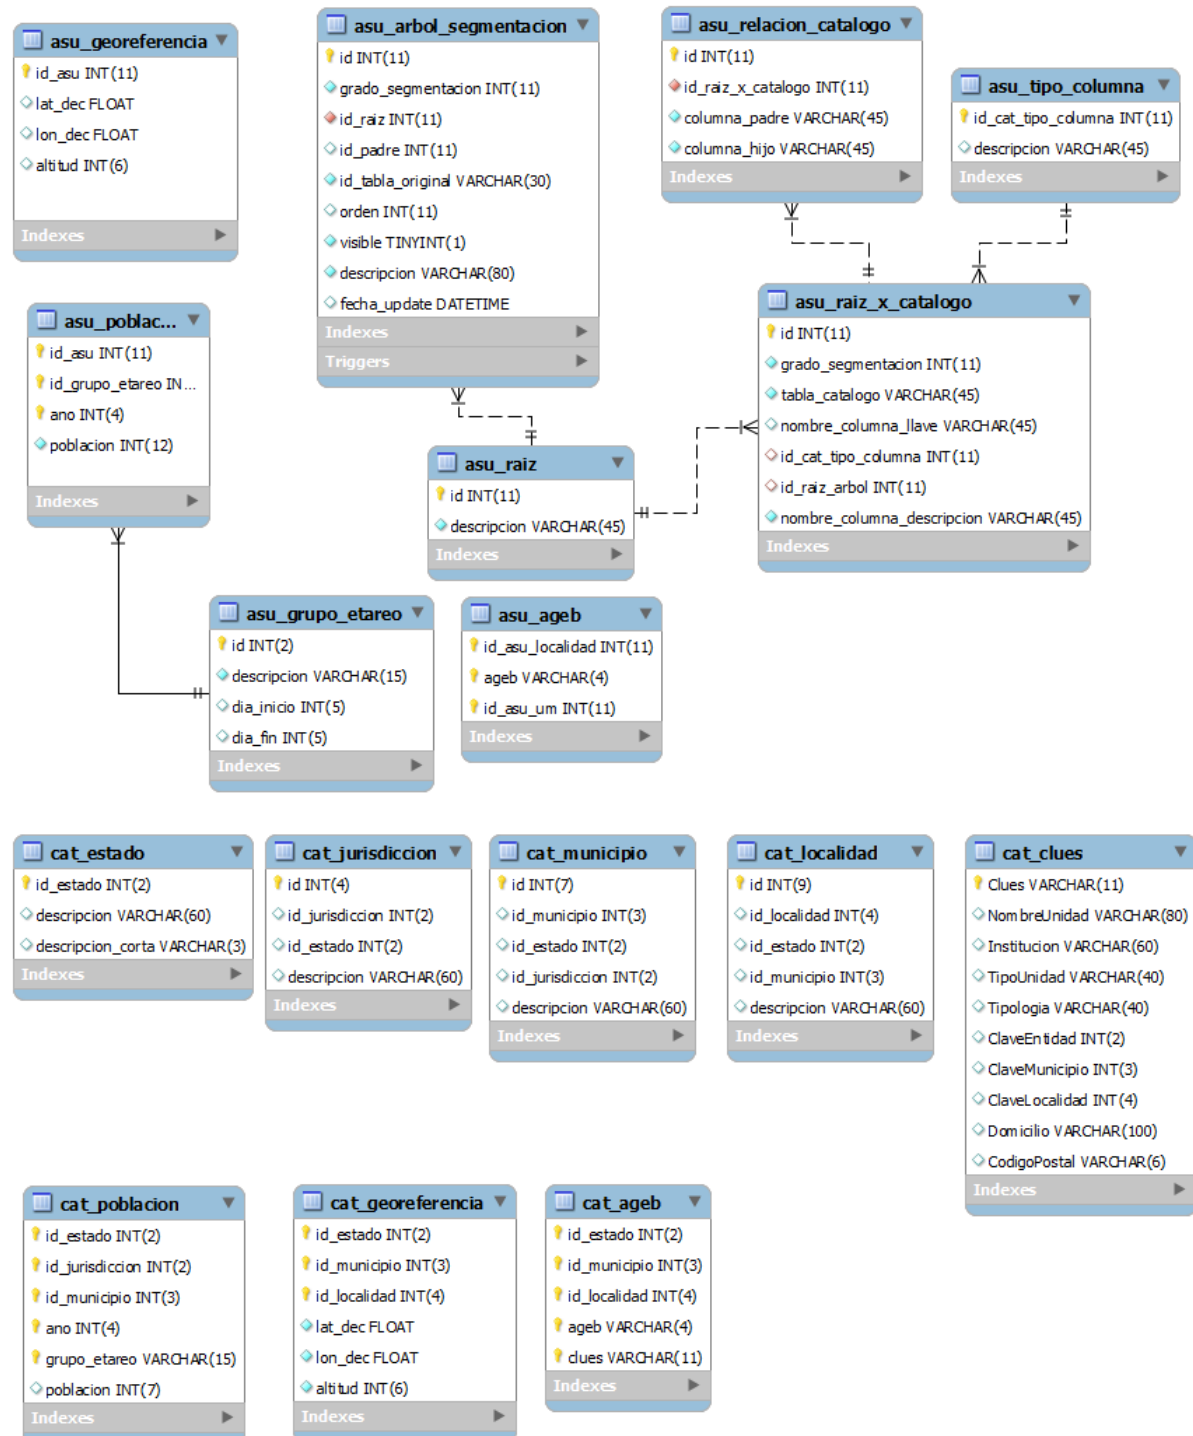 asu_georeferencia
id_asu INT(11)
lat_dec FLOAT
lon_dec FLOAT
altitud INT(6)
Indexes
asu_arbol_segmentacion
id INT(11)
grado_segmentacion INT(11)
id_raiz INT(11)
id_padre INT(11)
id_tabla_original VARCHAR(30)
orden INT(11)
visible TINYINT(1)
descripcion VARCHAR(80)
fecha_update DATETIME
Indexes
Triggers
asu_relacion_catalogo
id INT(11)
id_raiz_x_catalogo INT(11)
columna_padre VARCHAR(45)
columna_hijo VARCHAR(45)
Indexes
asu_tipo_columna
id_cat_tipo_columna INT(11)
descripcion VARCHAR(45)
Indexes
asu_poblac...
id_asu INT(11)
id_grupo_etareo IN...
ano INT(4)
poblacion INT(12)
Indexes
asu_raiz
id INT(11)
descripcion VARCHAR(45)
Indexes
asu_raiz_x_catalogo
id INT(11)
grado_segmentacion INT(11)
tabla_catalogo VARCHAR(45)
nombre_columna_llave VARCHAR(45)
id_cat_tipo_columna INT(11)
id_raiz_arbol INT(11)
nombre_columna_descripcion VARCHAR(45)
Indexes
asu_grupo_etareo
id INT(2)
descripcion VARCHAR(15)
dia_inicio INT(5)
dia_fin INT(5)
Indexes
asu_ageb
id_asu_localidad INT(11)
ageb VARCHAR(4)
id_asu_um INT(11)
Indexes
cat_estado
id_estado INT(2)
descripcion VARCHAR(60)
descripcion_corta VARCHAR(3)
Indexes
cat_jurisdiccion
id INT(4)
id_jurisdiccion INT(2)
id_estado INT(2)
descripcion VARCHAR(60)
Indexes
cat_municipio
id INT(7)
id_municipio INT(3)
id_estado INT(2)
id_jurisdiccion INT(2)
descripcion VARCHAR(60)
Indexes
cat_localidad
id INT(9)
id_localidad INT(4)
id_estado INT(2)
id_municipio INT(3)
descripcion VARCHAR(60)
Indexes
cat_clues
Clues VARCHAR(11)
NombreUnidad VARCHAR(80)
Institucion VARCHAR(60)
TipoUnidad VARCHAR(40)
Tipologia VARCHAR(40)
ClaveEntidad INT(2)
ClaveMunicipio INT(3)
ClaveLocalidad INT(4)
Domicilio VARCHAR(100)
CodigoPostal VARCHAR(6)
Indexes
cat_poblacion
id_estado INT(2)
id_jurisdiccion INT(2)
id_municipio INT(3)
ano INT(4)
grupo_etareo VARCHAR(15)
poblacion INT(7)
Indexes
cat_georeferencia
id_estado INT(2)
id_municipio INT(3)
id_localidad INT(4)
lat_dec FLOAT
lon_dec FLOAT
altitud INT(6)
Indexes
cat_ageb
id_estado INT(2)
id_municipio INT(3)
id_localidad INT(4)
ageb VARCHAR(4)
clues VARCHAR(11)
Indexes